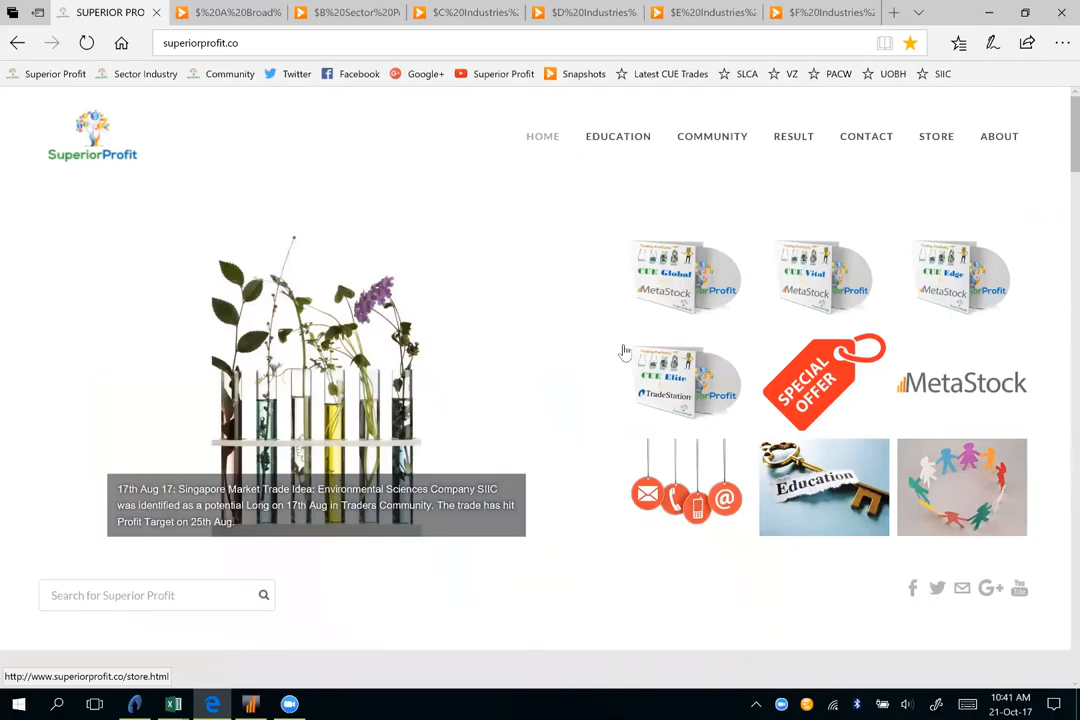 SUPERIOR PRO
$%20A%20Broad%
$%20B%20Sector%20P
$%20C%20Industries%
$%20D%20Industries%
$%20E%20Industries%
$%20F%20Industries%
superiorprofit.co
Superior Profit
Sector Industry
Community
Twitter
Facebook
Google+
Superior Profit
Snapshots
Latest CUE Trades
SLCA
VZ
PACW
UOBH
SIIC
SuperiorProfit
HOME
EDUCATION
COMMUNITY
RESULT
CONTACT
STORE
ABOUT
CUE Global
MetaStock
CUE Vital
MetaStock
CUE Edge
MetaStock
CUE Elite
TradeStation
SPECIAL
OFFER
MetaStock
Education
17th Aug 17: Singapore Market Trade Idea: Environmental Sciences Company SIIC
was identified as a potential Long on 17th Aug in Traders Community. The trade has hit
Profit Target on 25th Aug.
Search for Superior Profit
http://www.superiorprofit.co/store.html
10:41 AM
21-Oct-17